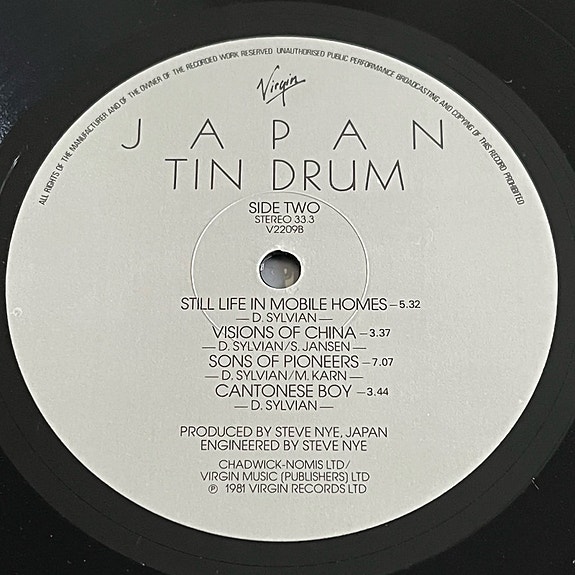 ALL RIGHTS OF THE MANUFACTURER AND OF THE OWNER OF THE RECORDED WORK RESERVED UNAUTHORISED PUBLIC PERFORMANCE BROADCASTING AND COPYING OF THIS RECORD PROHIBITED
Virgin
JAPAN
TIN DRUM
SIDE TWO
STEREO 33.3
V2209B
STILL LIFE IN MOBILE HOMES – 5.32
— D. SYLVIAN —
VISIONS OF CHINA – 3.37
— D. SYLVIAN/S. JANSEN —
SONS OF PIONEERS – 7.07
— D. SYLVIAN/M. KARN —
CANTONESE BOY – 3.44
— D. SYLVIAN —
PRODUCED BY STEVE NYE, JAPAN
ENGINEERED BY STEVE NYE
CHADWICK-NOMIS LTD/
VIRGIN MUSIC (PUBLISHERS) LTD
℗ 1981 VIRGIN RECORDS LTD